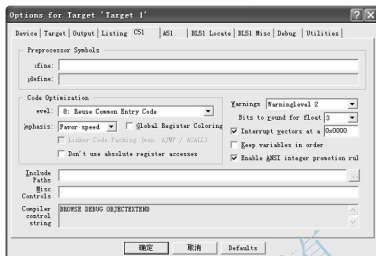 Options for Target 'Target 1'
Device Target Output Listing C51 A51 BL51 Locate BL51 Misc Debug Utilities
Preprocessor Symbols
efine:
ndefine:
Code Optimization
evel: 8: Reuse Common Entry Code
mphasis: Favor speed Global Register Coloring
Linker Code Packing (max. AJMP / ACALL)
Don't use absolute register accesses
Warnings Warninglevel 2
Bits to round for float 3
Interrupt vectors at a 0x0000
Keep variables in order
Enable ANSI integer promotion rul
Include Paths
Misc Controls
Compiler control string BROWSE DEBUG OBJECTEXTEND
确定 取消 Defaults